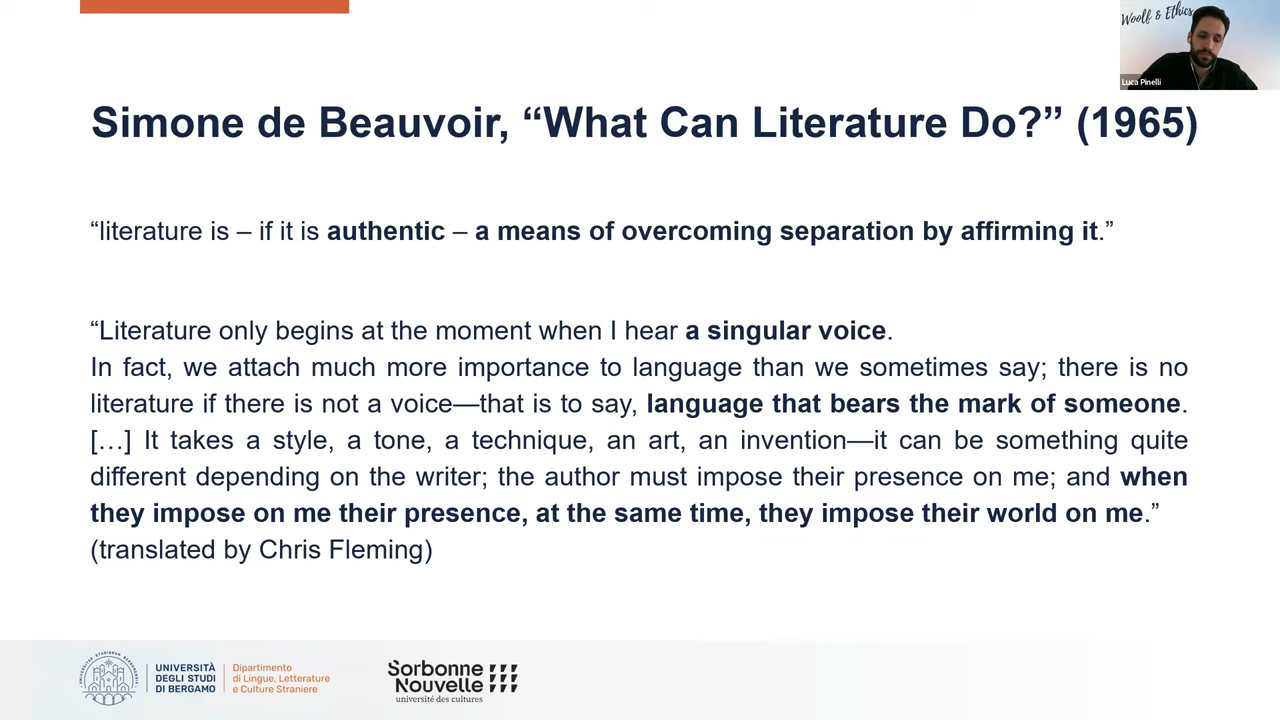 Woolf & Ethics
Luca Pinelli
Simone de Beauvoir, “What Can Literature Do?” (1965)
“literature is – if it is authentic – a means of overcoming separation by affirming it.”
“Literature only begins at the moment when I hear a singular voice.
In fact, we attach much more importance to language than we sometimes say; there is no
literature if there is not a voice—that is to say, language that bears the mark of someone.
[…] It takes a style, a tone, a technique, an art, an invention—it can be something quite
different depending on the writer; the author must impose their presence on me; and when
they impose on me their presence, at the same time, they impose their world on me.”
(translated by Chris Fleming)
UNIVERSITÀ
DEGLI STUDI
DI BERGAMO
Dipartimento
di Lingue, Letterature
e Culture Straniere
Sorbonne
Nouvelle
université des cultures